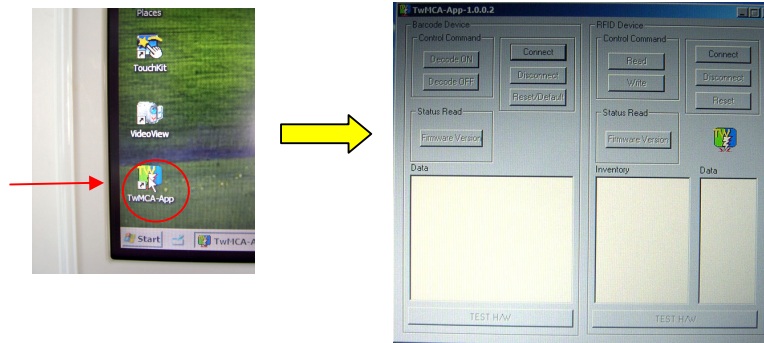 Places
TouchKit
VideoView
TwMCA-App
Start
TwMCA-A
TwMCA-App-1.0.0.2
Barcode Device
Control Command
Decode ON
Decode OFF
Connect
Disconnect
Reset/Default
Status Read
Firmware Version
Data
TEST H/W
RFID Device
Control Command
Read
Write
Connect
Disconnect
Reset
Status Read
Firmware Version
Inventory
Data
TEST H/W